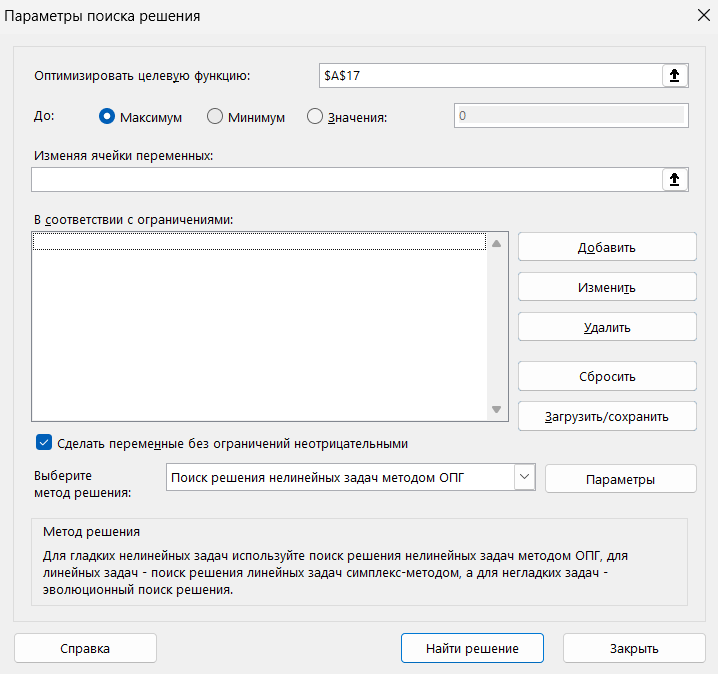 Параметры поиска решения
Оптимизировать целевую функцию:
$A$17
До:
Максимум
Минимум
Значения:
0
Изменяя ячейки переменных:
В соответствии с ограничениями:
Добавить
Изменить
Удалить
Сбросить
Загрузить/сохранить
Сделать переменные без ограничений неотрицательными
Выберите
метод решения:
Поиск решения нелинейных задач методом ОПГ
Параметры
Метод решения
Для гладких нелинейных задач используйте поиск решения нелинейных задач методом ОПГ, для
линейных задач - поиск решения линейных задач симплекс-методом, а для негладких задач -
эволюционный поиск решения.
Справка
Найти решение
Закрыть